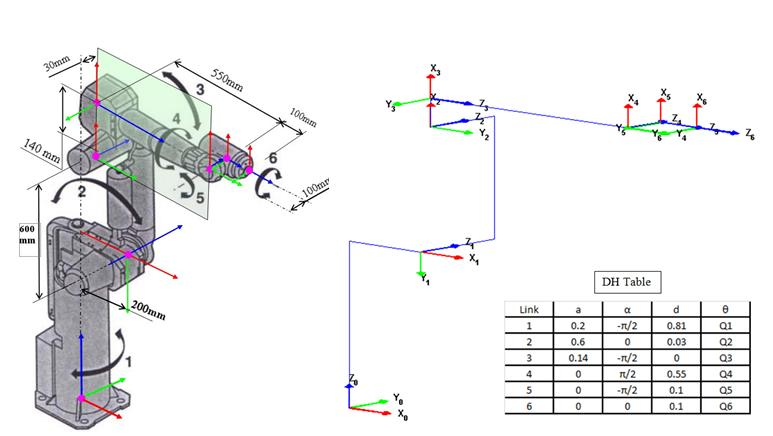 30mm
550mm
3
100mm
4
140 mm
6
5
100mm
2
600
mm
200mm
1
X3
Y3
Z3
X2
Z2
Y2
X4
X5
X6
Z4
Y5
Y6
Y4
Z5
Z6
Z1
X1
Y1
Z0
Y0
X0
DH Table
Link a α d θ
1 0.2 -π/2 0.81 Q1
2 0.6 0 0.03 Q2
3 0.14 -π/2 0 Q3
4 0 π/2 0.55 Q4
5 0 -π/2 0.1 Q5
6 0 0 0.1 Q6